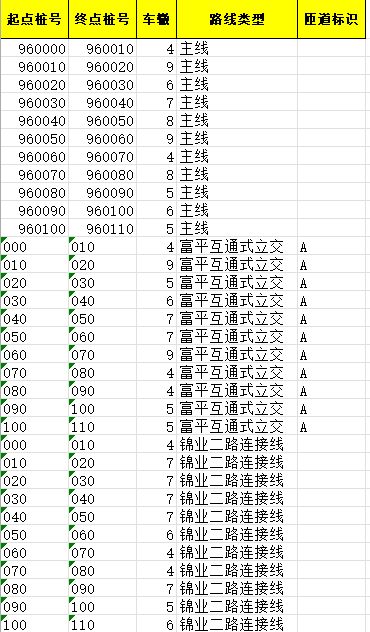 起点桩号 终点桩号 车辙 路线类型 匝道标识
960000 960010 4 主线
960010 960020 9 主线
960020 960030 6 主线
960030 960040 7 主线
960040 960050 8 主线
960050 960060 9 主线
960060 960070 4 主线
960070 960080 8 主线
960080 960090 5 主线
960090 960100 6 主线
960100 960110 5 主线
000 010 4 富平互通式立交 A
010 020 9 富平互通式立交 A
020 030 5 富平互通式立交 A
030 040 6 富平互通式立交 A
040 050 7 富平互通式立交 A
050 060 7 富平互通式立交 A
060 070 9 富平互通式立交 A
070 080 4 富平互通式立交 A
080 090 4 富平互通式立交 A
090 100 5 富平互通式立交 A
100 110 5 富平互通式立交 A
000 010 4 锦业二路连接线
010 020 7 锦业二路连接线
020 030 7 锦业二路连接线
030 040 7 锦业二路连接线
040 050 7 锦业二路连接线
050 060 6 锦业二路连接线
060 070 4 锦业二路连接线
070 080 4 锦业二路连接线
080 090 7 锦业二路连接线
090 100 5 锦业二路连接线
100 110 6 锦业二路连接线